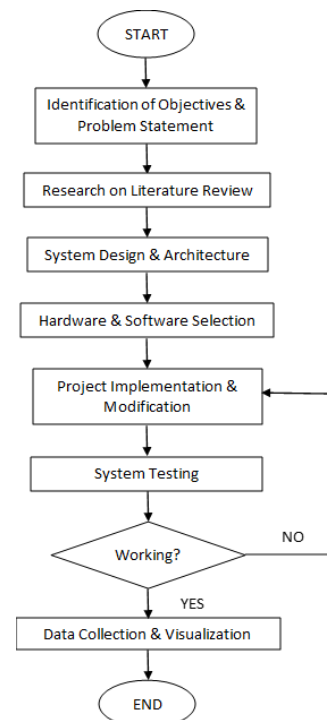 START
Identification of Objectives &
Problem Statement
Research on Literature Review
System Design & Architecture
Hardware & Software Selection
Project Implementation &
Modification
System Testing
Working?
NO
YES
Data Collection & Visualization
END